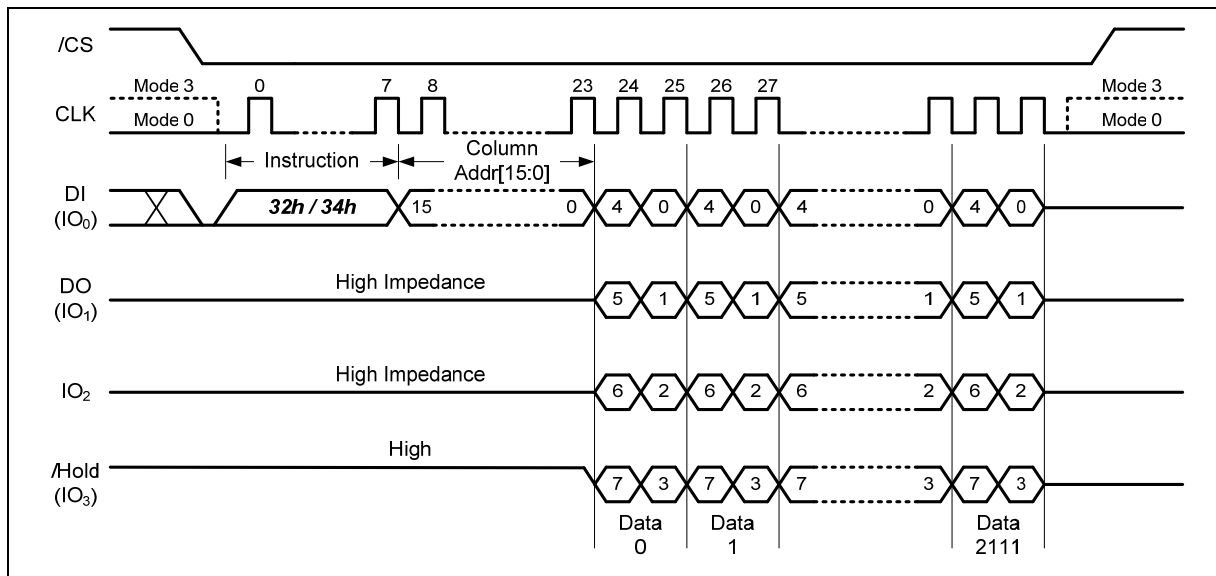 /CS
Mode 3 0 7 8 23 24 25 26 27 Mode 3
CLK
Mode 0 Mode 0
Instruction Column
Addr[15:0]
DI
(IO₀) 32h / 34h 15 0 4 0 4 0 4 0 4 0
High Impedance
DO
(IO₁) 5 1 5 1 5 1 5 1
High Impedance
IO₂ 6 2 6 2 6 2 6 2
High
/Hold
(IO₃) 7 3 7 3 7 3 7 3
Data Data Data
0 1 2111